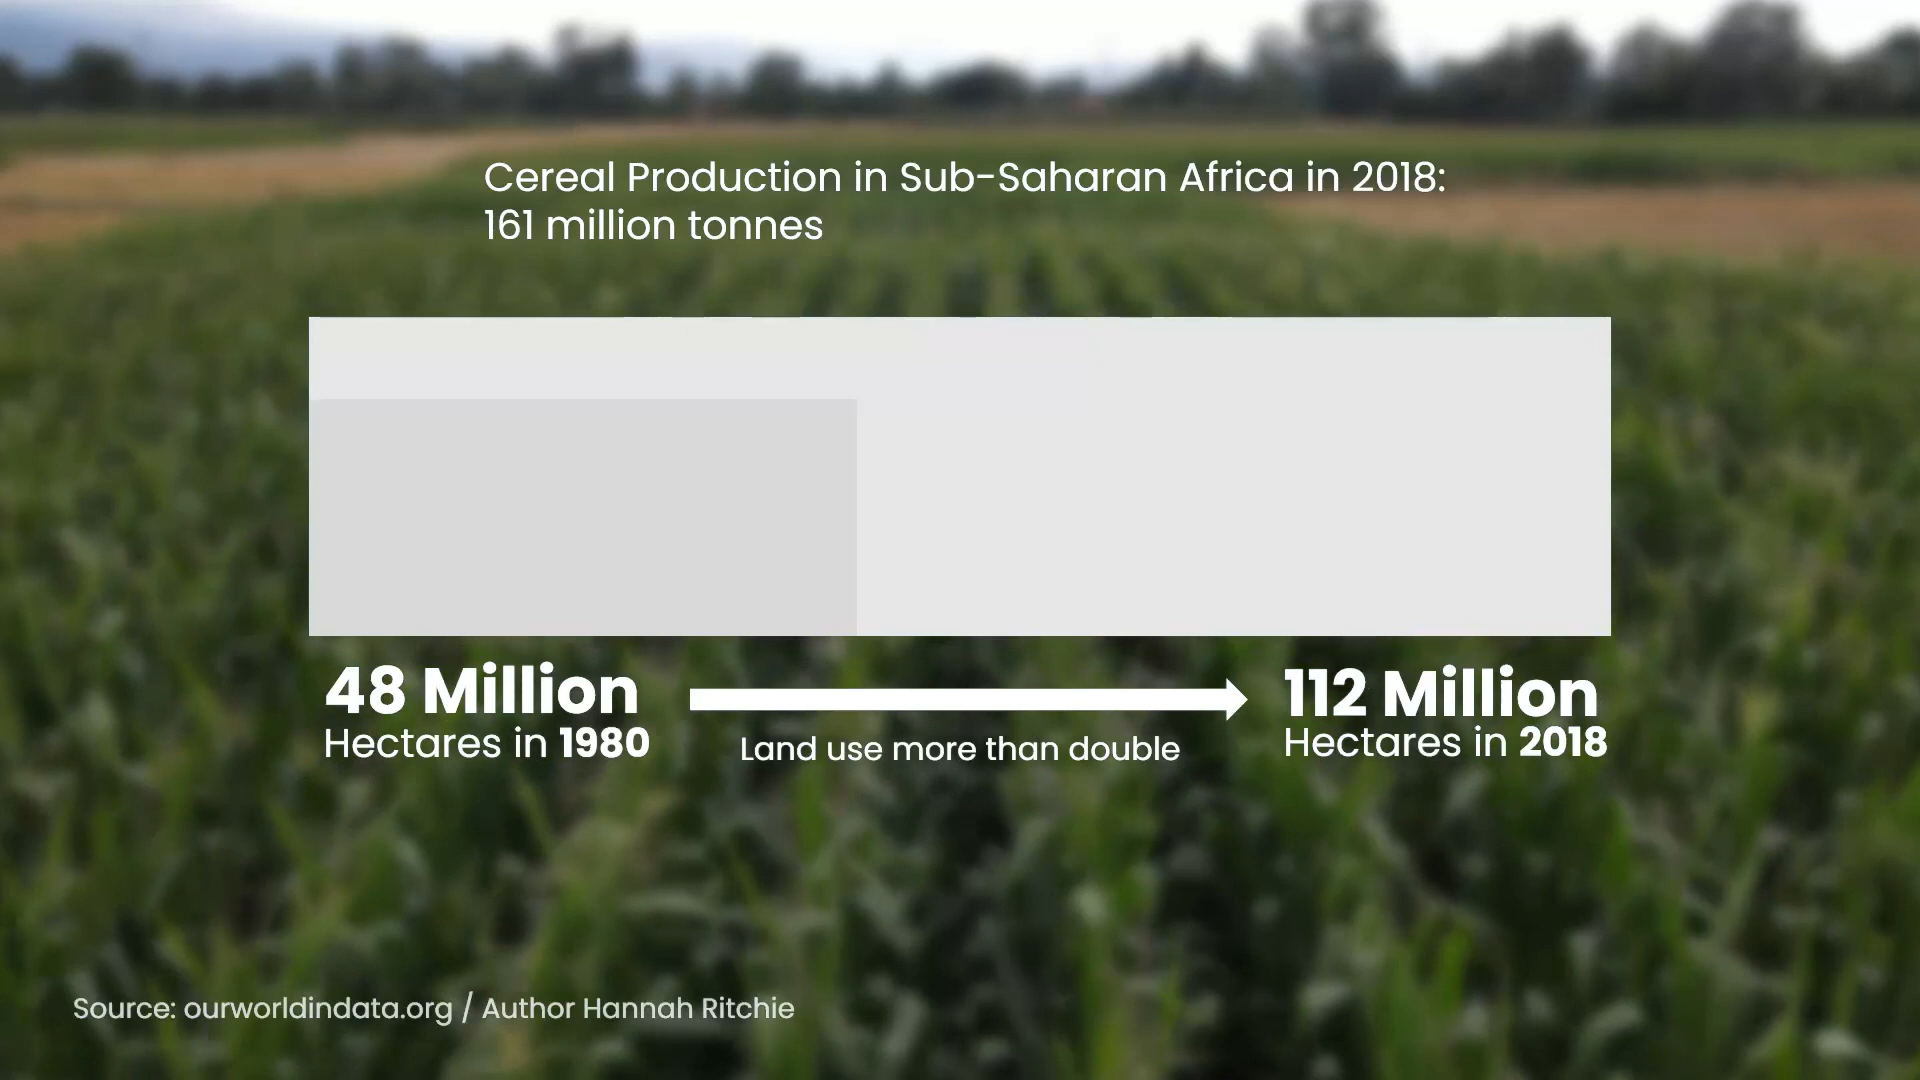 Cereal Production in Sub-Saharan Africa in 2018:
161 million tonnes
48 Million
Hectares in 1980
Land use more than double
112 Million
Hectares in 2018
Source: ourworldindata.org / Author Hannah Ritchie